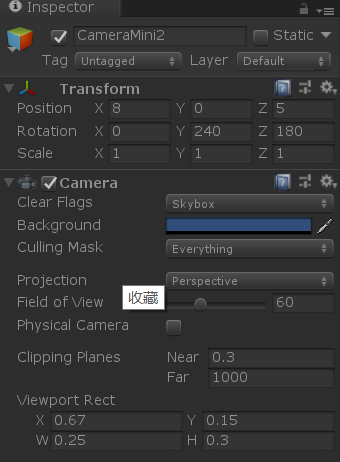 Inspector
CameraMini2 Static
Tag Untagged Layer Default
Transform
Position X 8 Y 0 Z 5
Rotation X 0 Y 240 Z 180
Scale X 1 Y 1 Z 1
Camera
Clear Flags Skybox
Background
Culling Mask Everything
Projection Perspective
收藏
Field of View 60
Physical Camera
Clipping Planes Near 0.3
Far 1000
Viewport Rect
X 0.67 Y 0.15
W 0.25 H 0.3